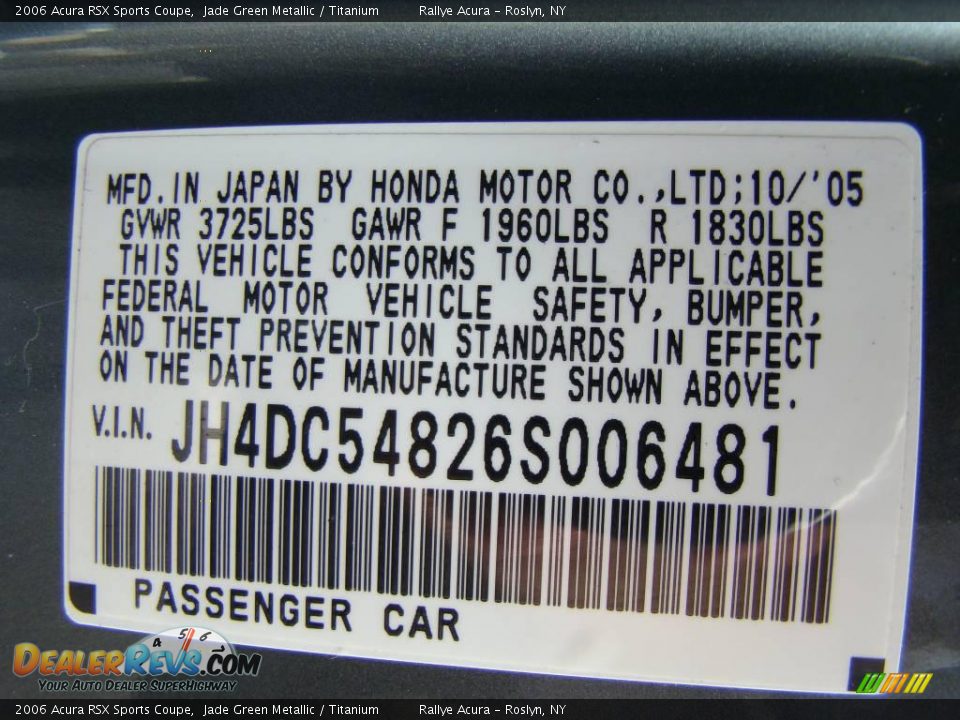 2006 Acura RSX Sports Coupe, Jade Green Metallic / Titanium Rallye Acura - Roslyn, NY
MFD.IN JAPAN BY HONDA MOTOR CO.,LTD;10/'05
GVWR 3725LBS GAWR F 1960LBS R 1830LBS
THIS VEHICLE CONFORMS TO ALL APPLICABLE
FEDERAL MOTOR VEHICLE SAFETY, BUMPER,
AND THEFT PREVENTION STANDARDS IN EFFECT
ON THE DATE OF MANUFACTURE SHOWN ABOVE.
V.I.N. JH4DC54826S006481
PASSENGER CAR
4 5 6
DEALERREVS.COM
YOUR AUTO DEALER SUPERHIGHWAY
2006 Acura RSX Sports Coupe, Jade Green Metallic / Titanium Rallye Acura - Roslyn, NY